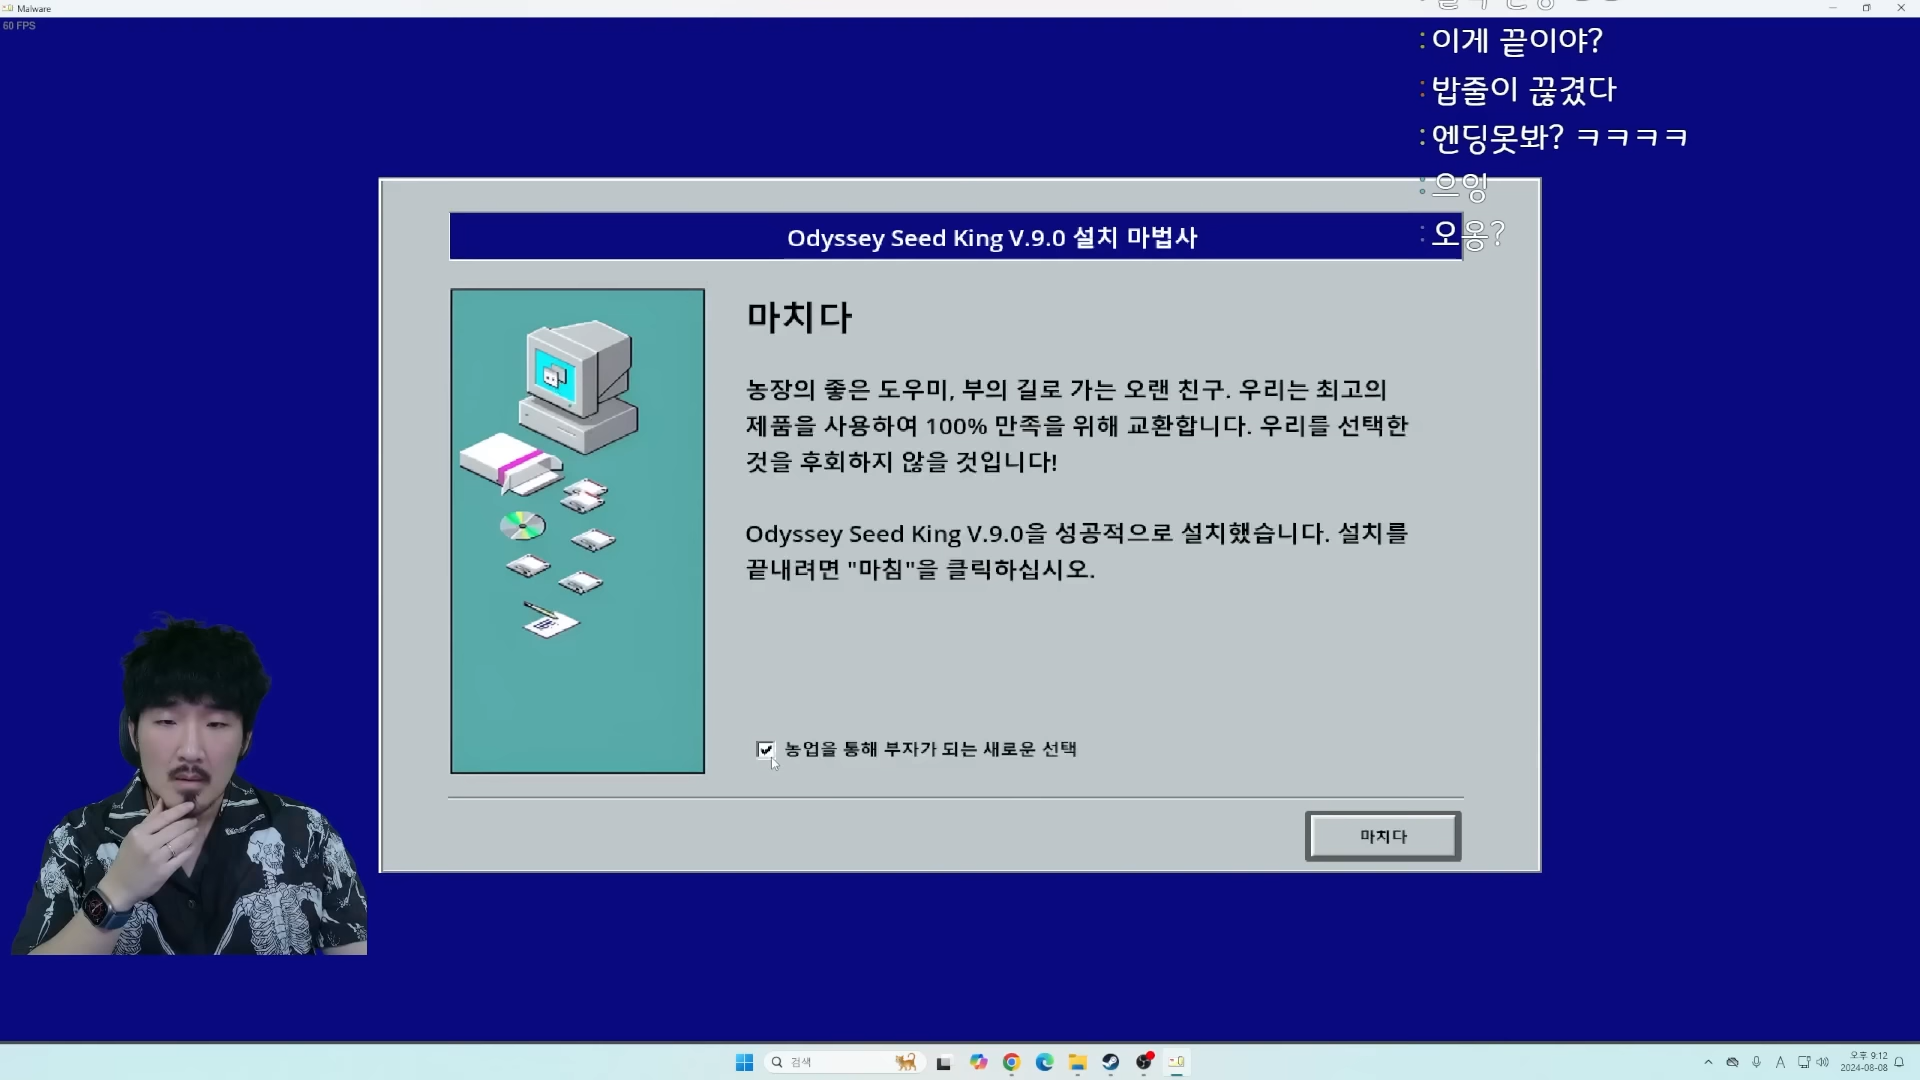 Malware
60 FPS
: 이게 끝이야?
: 밥줄이 끊겼다
: 엔딩못봐? ㅋㅋㅋㅋ
: 으잉
: 오옹?
Odyssey Seed King V.9.0 설치 마법사
마치다
농장의 좋은 도우미, 부의 길로 가는 오랜 친구. 우리는 최고의
제품을 사용하여 100% 만족을 위해 교환합니다. 우리를 선택한
것을 후회하지 않을 것입니다!
Odyssey Seed King V.9.0을 성공적으로 설치했습니다. 설치를
끝내려면 "마침"을 클릭하십시오.
농업을 통해 부자가 되는 새로운 선택
마치다
검색
A
오후 9:12
2024-08-08